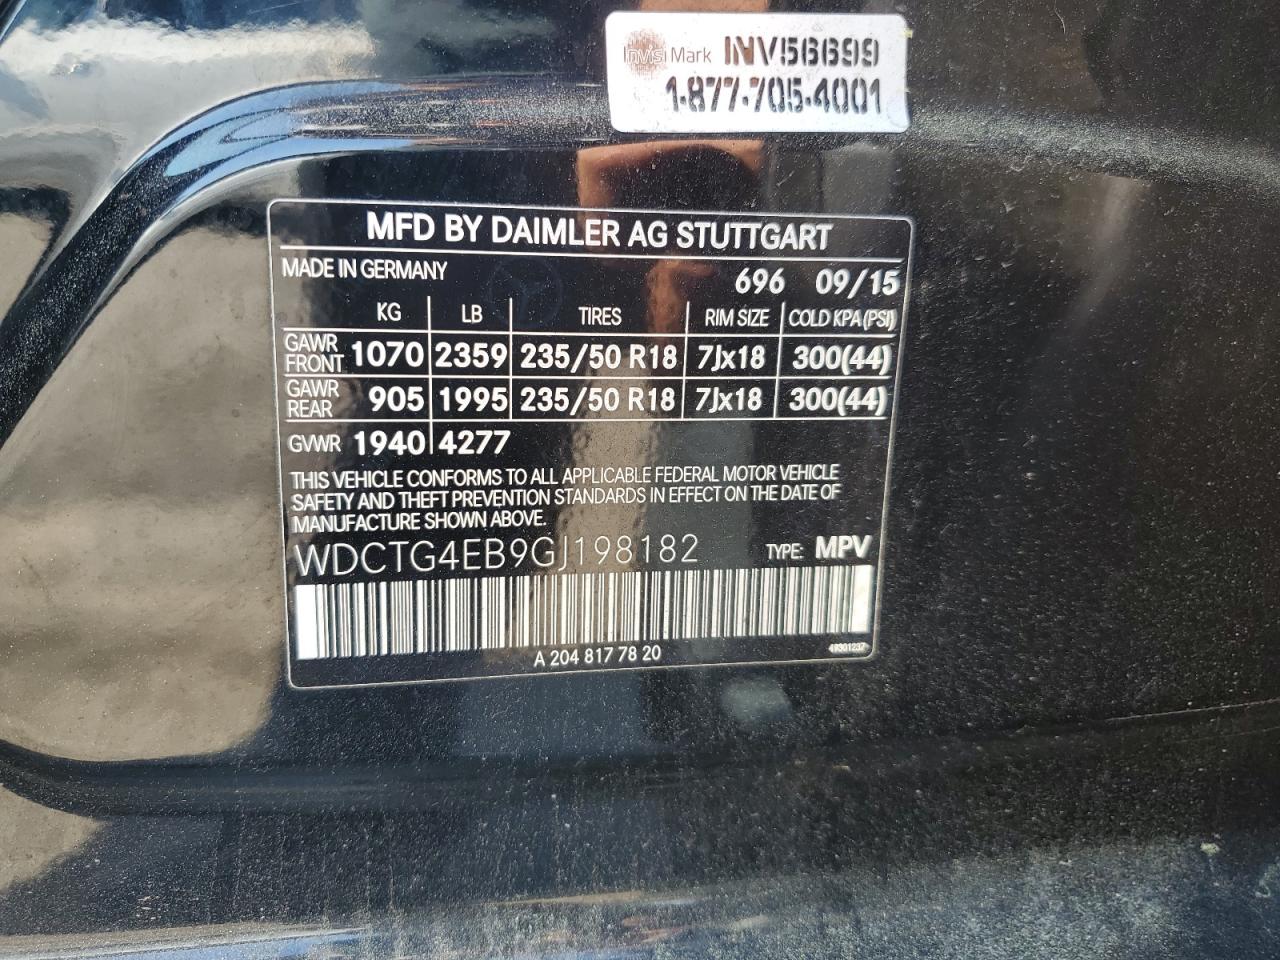 InvisiMark INV56699
1-877-705-4001
MFD BY DAIMLER AG STUTTGART
MADE IN GERMANY 696 09/15
KG LB TIRES RIM SIZE COLD KPA (PSI)
GAWR FRONT 1070 2359 235/50 R18 7Jx18 300(44)
GAWR REAR 905 1995 235/50 R18 7Jx18 300(44)
GVWR 1940 4277
THIS VEHICLE CONFORMS TO ALL APPLICABLE FEDERAL MOTOR VEHICLE
SAFETY AND THEFT PREVENTION STANDARDS IN EFFECT ON THE DATE OF
MANUFACTURE SHOWN ABOVE.
WDCTG4EB9GJ198182 TYPE: MPV
A 204 817 78 20 49301237